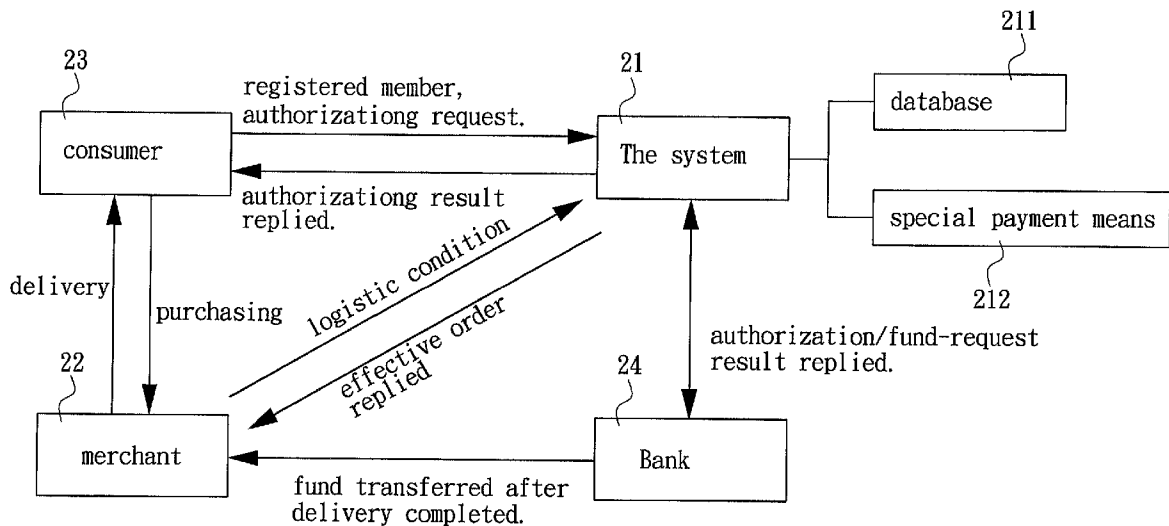 211
23
21
registered member,
authorizationg request.
database
consumer
The system
authorizationg result
replied.
special payment means
212
logistic condition
delivery
purchasing
effective order
replied
authorization/fund-request
result replied.
22
24
merchant
Bank
fund transferred after
delivery completed.